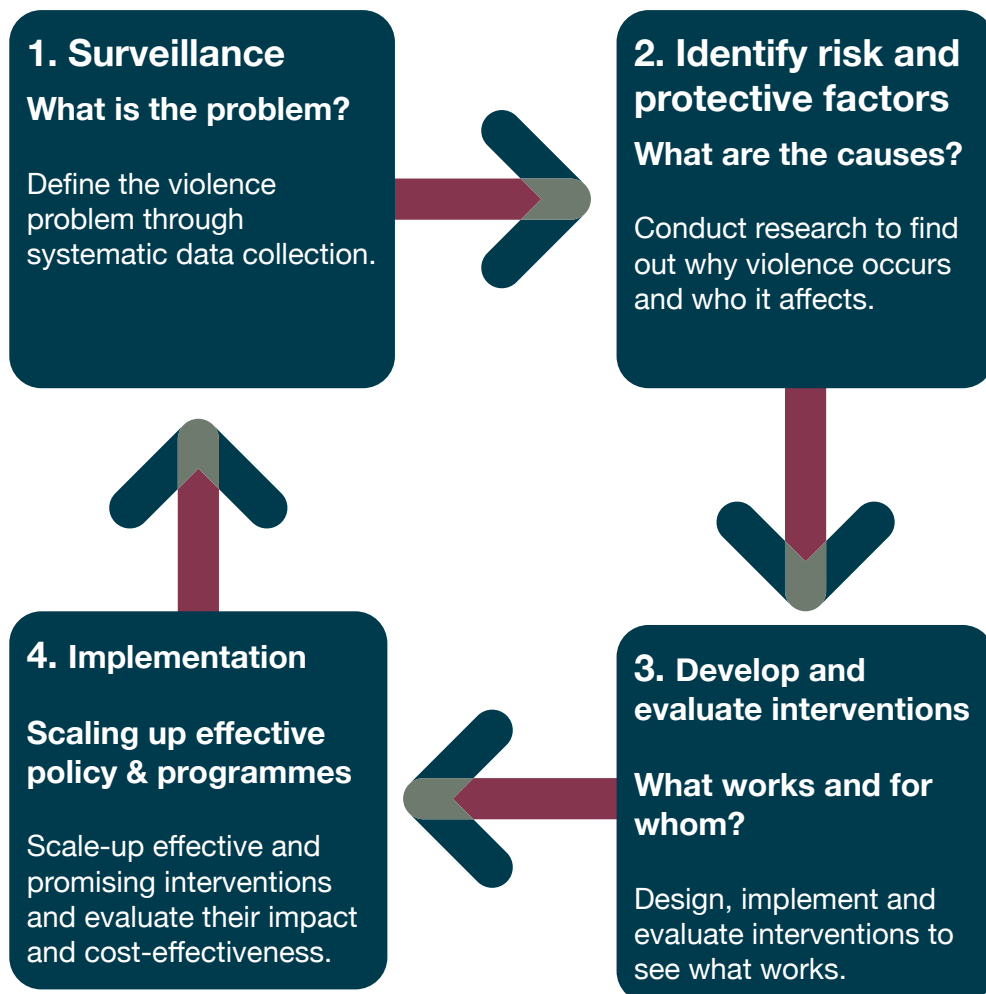 1. Surveillance
What is the problem?
Define the violence
problem through
systematic data collection.
2. Identify risk and
protective factors
What are the causes?
Conduct research to find
out why violence occurs
and who it affects.
3. Develop and
evaluate interventions
What works and for
whom?
Design, implement and
evaluate interventions to
see what works.
4. Implementation
Scaling up effective
policy & programmes
Scale-up effective and
promising interventions
and evaluate their impact
and cost-effectiveness.